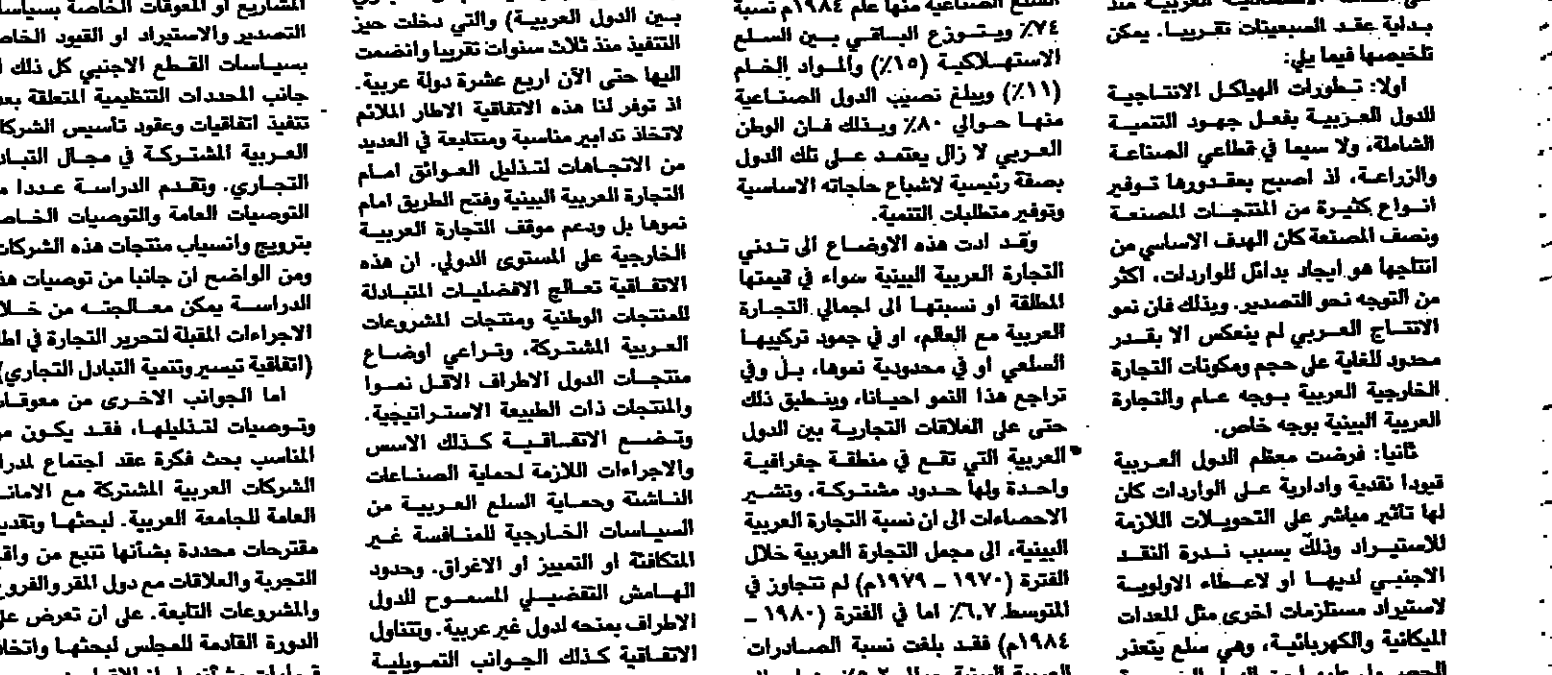 بداية عقد السبعينات تقريبا. يمكن
تلخيصها فيما يلي:
اولا: تطورات الهياكل الانتاجية
للدول العربية بفعل جهود التنمية
الشاملة، ولا سيما في قطاعي الصناعة
والزراعة، اذ اصبح بمقدورها توفير
انواع كثيرة من المنتجات المصنعة
ونصف المصنعة كان الهدف الاساسي من
انتاجها هو ايجاد بدائل للواردات، اكثر
من التوجه نحو التصدير. وبذلك فان نمو
الانتاج العربي لم ينعكس الا بقدر
محدود للغاية على حجم ومكونات التجارة
الخارجية العربية بوجه عام والتجارة
العربية البينية بوجه خاص.
ثانيا: فرضت معظم الدول العربية
قيودا نقدية وادارية على الواردات كان
لها تأثير مباشر على التحويلات اللازمة
للاستيراد وذلك بسبب ندرة النقد
الاجنبي لديها او لاعطاء الاولوية
لاستيراد مستلزمات اخرى مثل المعدات
الميكانية والكهربائية، وهي سلع يتعذر
السلع الصناعية منها عام ١٩٨٤م نسبة
٧٤٪ ويتوزع الباقي بين السلع
الاستهلاكية (١٥٪) والمواد الخام
(١١٪) ويبلغ نصيب الدول الصناعية
منها حوالي ٨٠٪ وبذلك فان الوطن
العربي لا زال يعتمد على تلك الدول
بصفة رئيسية لاشباع حاجاته الاساسية
وتوفير متطلبات التنمية.
وقد ادت هذه الاوضاع الى تدني
التجارة العربية البينية سواء في قيمتها
المطلقة او نسبتها الى اجمالي التجارة
العربية مع العالم، او في جمود تركيبها
السلعي أو في محدودية نموها، بل وفي
تراجع هذا النمو احيانا، وينطبق ذلك
حتى على العلاقات التجارية بين الدول
العربية التي تقع في منطقة جغرافية
واحدة ولها حدود مشتركة، وتشير
الاحصاءات الى ان نسبة التجارة العربية
البينية، الى مجمل التجارة العربية خلال
الفترة (١٩٧٠ ـ ١٩٧٩م) لم تتجاوز في
المتوسط ٦,٧٪ اما في الفترة (١٩٨٠ ـ
١٩٨٤م) فقد بلغت نسبة الصادرات
بين الدول العربية) والتي دخلت حيز
التنفيذ منذ ثلاث سنوات تقريبا وانضمت
اليها حتى الآن اربع عشرة دولة عربية.
اذ توفر لنا هذه الاتفاقية الاطار الملائم
لاتخاذ تدابير مناسبة ومتتابعة في العديد
من الاتجاهات لتذليل العوائق امام
التجارة العربية البينية وفتح الطريق امام
نموها بل ودعم موقف التجارة العربية
الخارجية على المستوى الدولي. ان هذه
الاتفاقية تعالج الافضليات المتبادلة
للمنتجات الوطنية ومنتجات المشروعات
العربية المشتركة، وتراعي اوضاع
منتجات الدول الاطراف الاقل نموا
والمنتجات ذات الطبيعة الاستراتيجية.
وتضع الاتفاقية كذلك الاسس
والاجراءات اللازمة لحماية الصناعات
الناشئة وحماية السلع العربية من
السياسات الخارجية للمنافسة غير
المتكافئة او التمييز أو الاغراق. وحدود
الهامش التفضيلي المسموح للدول
الاطراف بمنحه لدول غير عربية. وتتناول
الاتفاقية كذلك الجوانب التمويلية
المشاريع او المعوقات الخاصة
التصدير والاستيراد او القيود
بسياسات القطع الاجنبي كل ذلك
جانب المحددات التنظيمية المتعلقة
تنفيذ اتفاقيات وعقود تأسيس
العربية المشتركة في مجال
التجاري. وتقدم الدراسة عددا
التوصيات العامة والتوصيات
بترويج وانسياب منتجات هذه
ومن الواضح ان جانبا من توصيات
الدراسة يمكن معالجته من
الاجراءات المقبلة لتحرير التجارة في
(اتفاقية تيسير وتنمية التبادل التجاري)
اما الجوانب الاخرى من
وتوصيات لتذليلها، فقد يكون
المناسب بحث فكرة عقد اجتماع
الشركات العربية المشتركة مع
العامة للجامعة العربية. لبحثها
مقترحات محددة بشأنها تتبع من
التجربة والعلاقات مع دول المقر والفروع
والمشروعات التابعة. على ان تعرض
الدورة القادمة للمجلس لبحثها